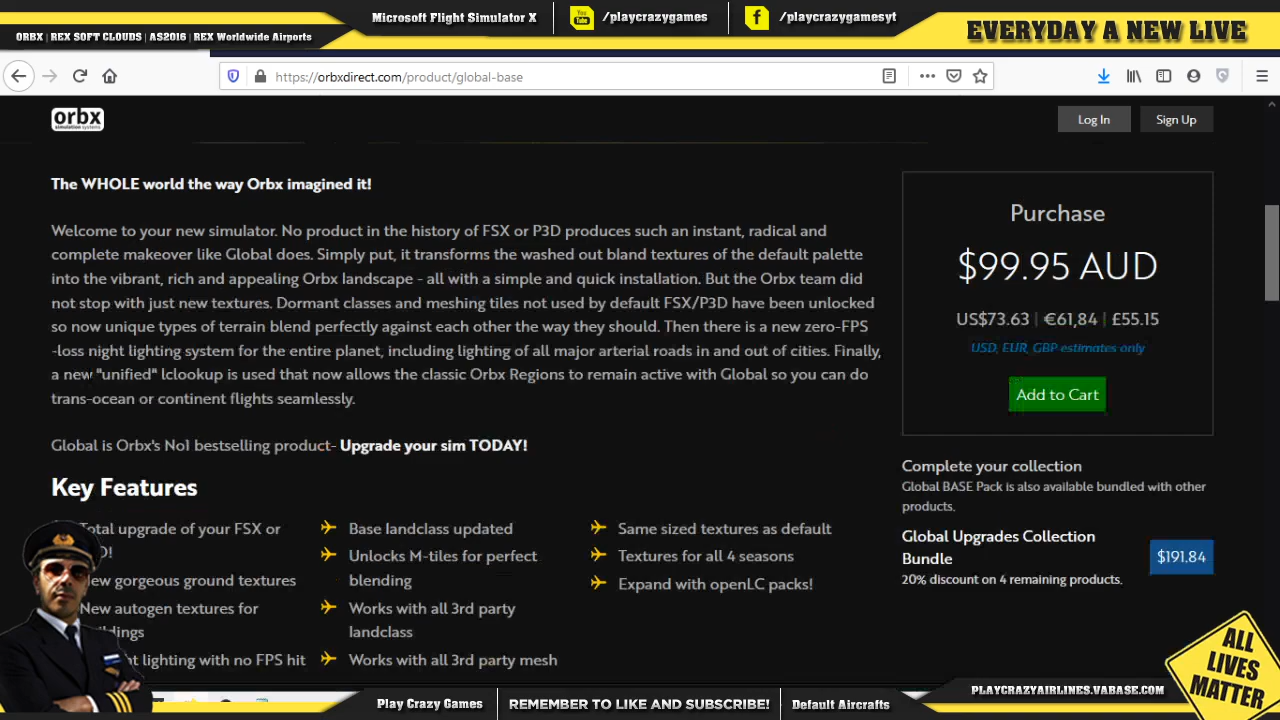 Microsoft Flight Simulator X
/playcrazygames
/playcrazygamesyt
EVERYDAY A NEW LIVE
ORBX | REX SOFT CLOUDS | AS2016 | REX Worldwide Airports
https://orbxdirect.com/product/global-base
orbx
simulation systems
Log In
Sign Up
The WHOLE world the way Orbx imagined it!
Welcome to your new simulator. No product in the history of FSX or P3D produces such an instant, radical and
complete makeover like Global does. Simply put, it transforms the washed out bland textures of the default palette
into the vibrant, rich and appealing Orbx landscape - all with a simple and quick installation. But the Orbx team did
not stop with just new textures. Dormant classes and meshing tiles not used by default FSX/P3D have been unlocked
so now unique types of terrain blend perfectly against each other the way they should. Then there is a new zero-FPS
-loss night lighting system for the entire planet, including lighting of all major arterial roads in and out of cities. Finally,
a new "unified" lclookup is used that now allows the classic Orbx Regions to remain active with Global so you can do
trans-ocean or continent flights seamlessly.
Global is Orbx's No1 bestselling product- Upgrade your sim TODAY!
Key Features
Total upgrade of your FSX or
D!
New gorgeous ground textures
New autogen textures for
buildings
ht lighting with no FPS hit
Base landclass updated
Unlocks M-tiles for perfect
blending
Works with all 3rd party
landclass
Works with all 3rd party mesh
Same sized textures as default
Textures for all 4 seasons
Expand with openLC packs!
Purchase
$99.95 AUD
US$73.63 | €61,84 | £55.15
USD, EUR, GBP estimates only
Add to Cart
Complete your collection
Global BASE Pack is also available bundled with other
products.
Global Upgrades Collection
Bundle
$191.84
20% discount on 4 remaining products.
ALL
LIVES
MATTER
Play Crazy Games
REMEMBER TO LIKE AND SUBSCRIBE!
Default Aircrafts
PLAYCRAZYAIRLINES.VABASE.COM